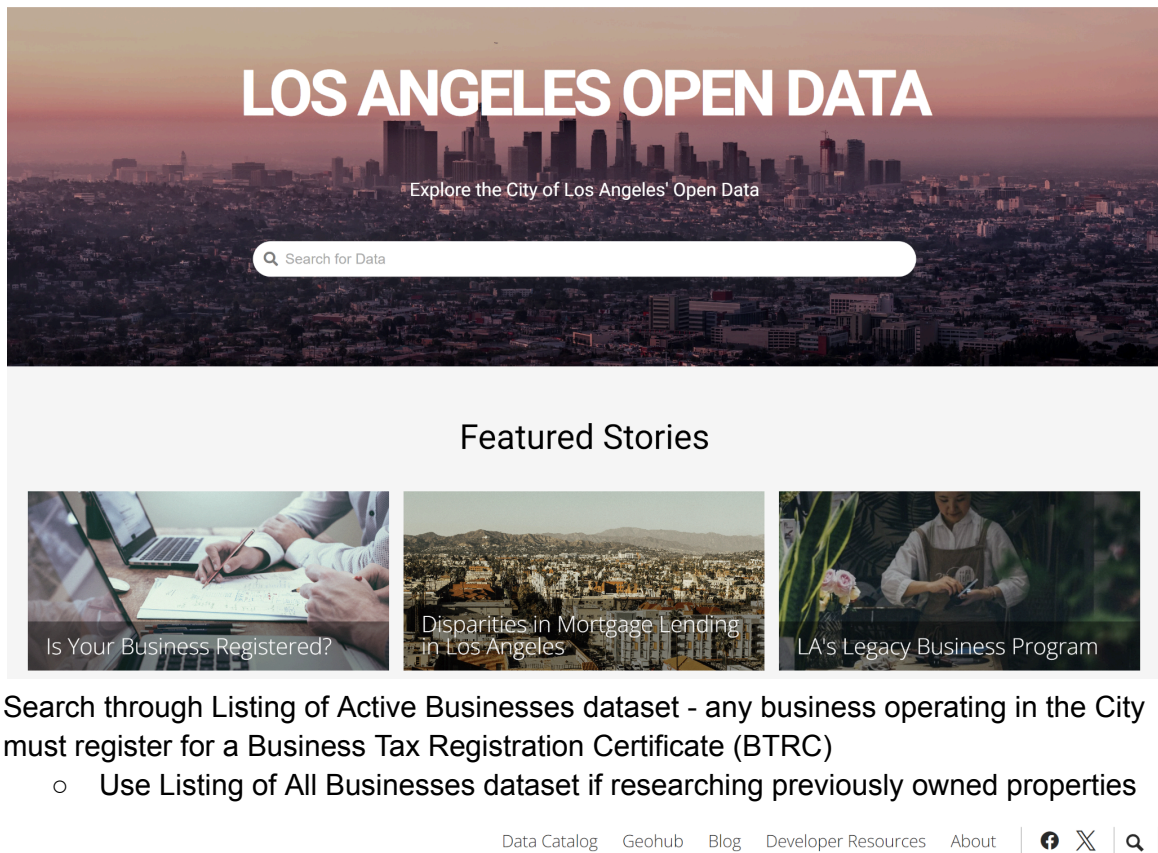 LOS ANGELES OPEN DATA
Explore the City of Los Angeles' Open Data
Search for Data
Featured Stories
Is Your Business Registered?
Disparities in Mortgage Lending
in Los Angeles
LA's Legacy Business Program
Search through Listing of Active Businesses dataset - any business operating in the City
must register for a Business Tax Registration Certificate (BTRC)
○ Use Listing of All Businesses dataset if researching previously owned properties
Data Catalog Geohub Blog Developer Resources About